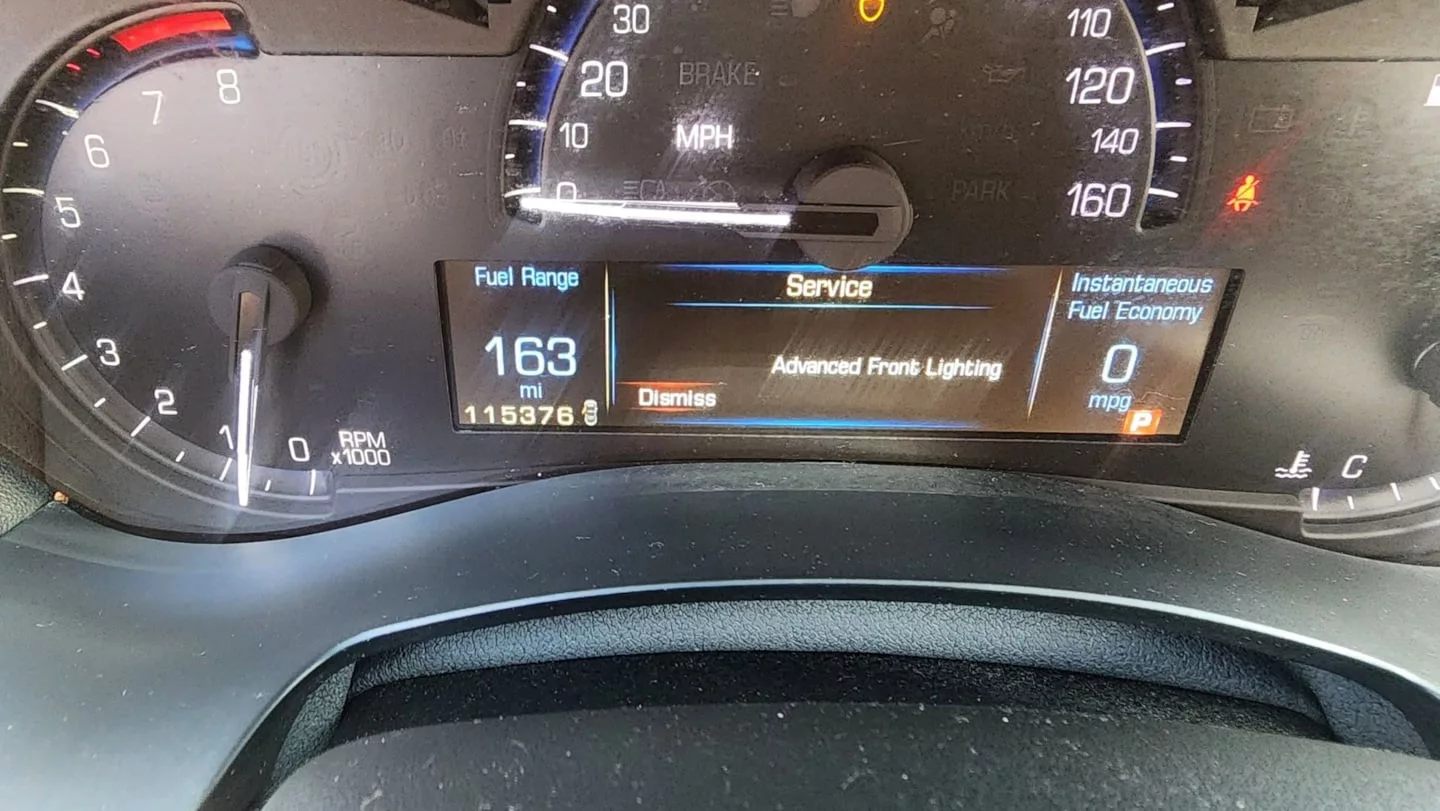 8
7
6
5
4
3
2
1
0
RPM
x1000
30
20
10
0
BRAKE
MPH
110
120
140
160
PARK
Fuel Range
163
mi
115376
Service
Advanced Front Lighting
Dismiss
Instantaneous
Fuel Economy
0
mpg
P
C